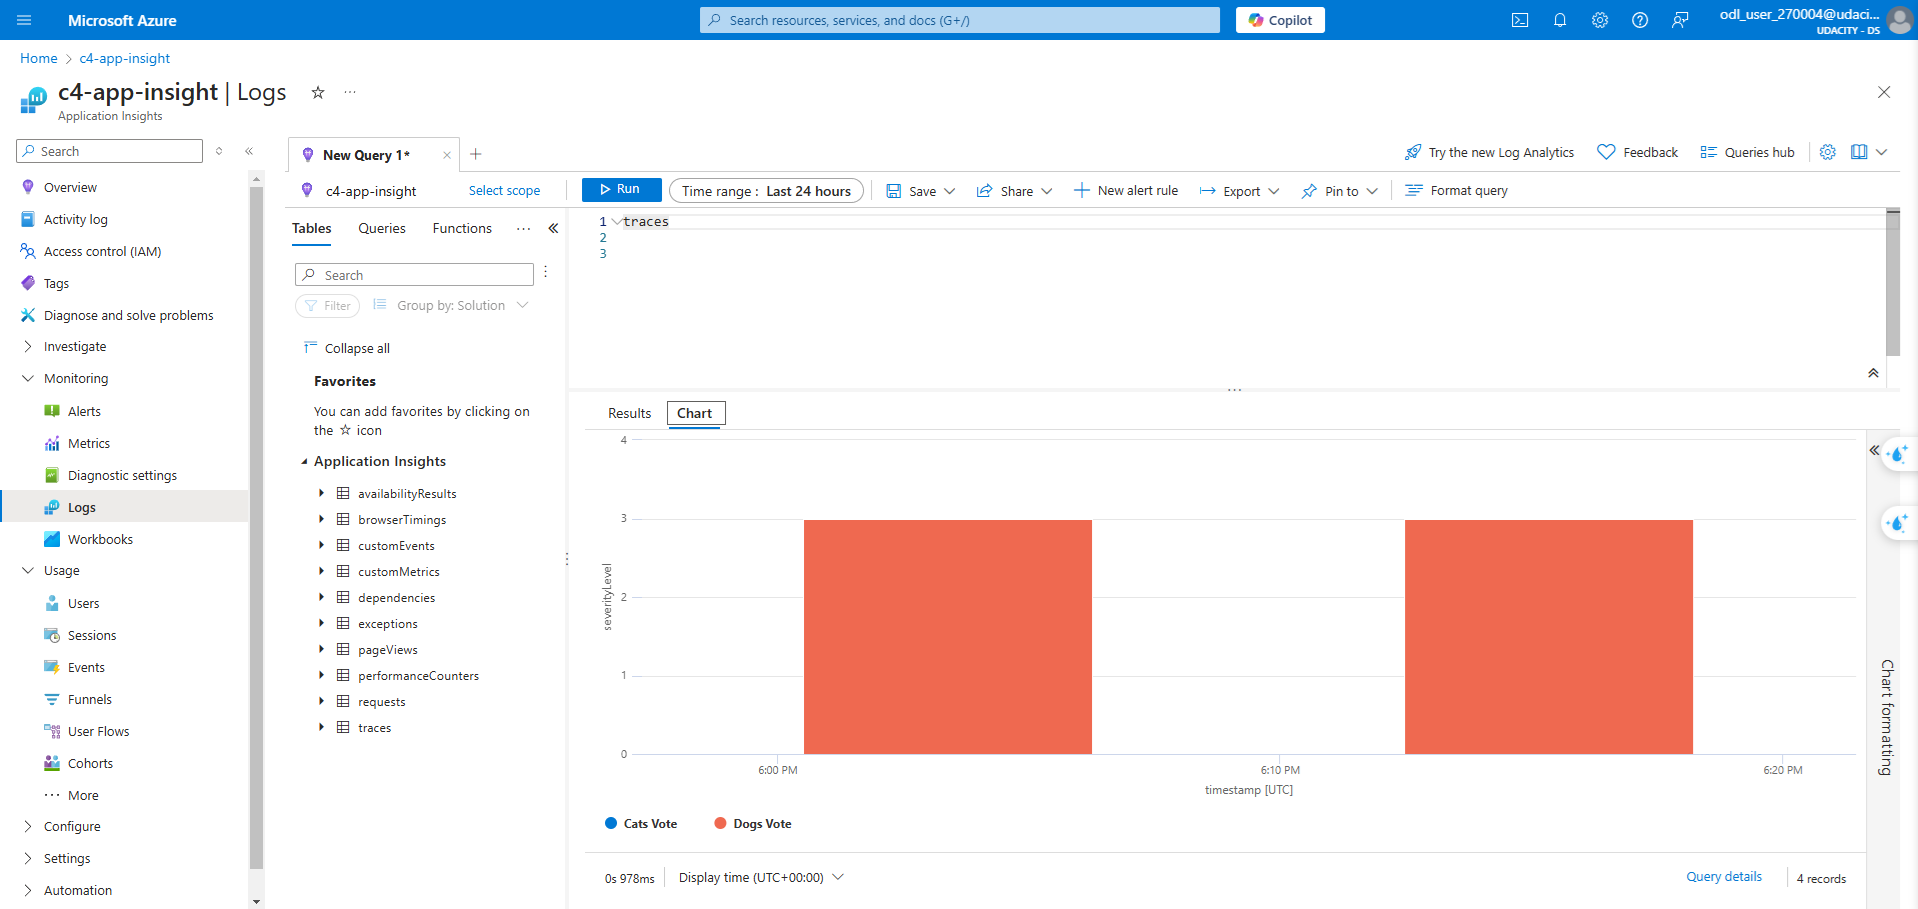 Microsoft Azure
Search resources, services, and docs (G+/)
Copilot
odl_user_270004@udaci...
UDACITY - DS
Home > c4-app-insight
c4-app-insight | Logs
Application Insights
Search
Overview
Activity log
Access control (IAM)
Tags
Diagnose and solve problems
Investigate
Monitoring
Alerts
Metrics
Diagnostic settings
Logs
Workbooks
Usage
Users
Sessions
Events
Funnels
User Flows
Cohorts
More
Configure
Settings
Automation
New Query 1*
Try the new Log Analytics
Feedback
Queries hub
c4-app-insight
Select scope
Run
Time range : Last 24 hours
Save
Share
New alert rule
Export
Pin to
Format query
Tables
Queries
Functions
Search
Filter
Group by: Solution
Collapse all
Favorites
You can add favorites by clicking on
the ☆ icon
Application Insights
availabilityResults
browserTimings
customEvents
customMetrics
dependencies
exceptions
pageViews
performanceCounters
requests
traces
1 traces
2
3
Results
Chart
4
3
2
1
0
severityLevel
6:00 PM
6:10 PM
6:20 PM
timestamp [UTC]
Cats Vote
Dogs Vote
Chart formatting
0s 978ms
Display time (UTC+00:00)
Query details
4 records